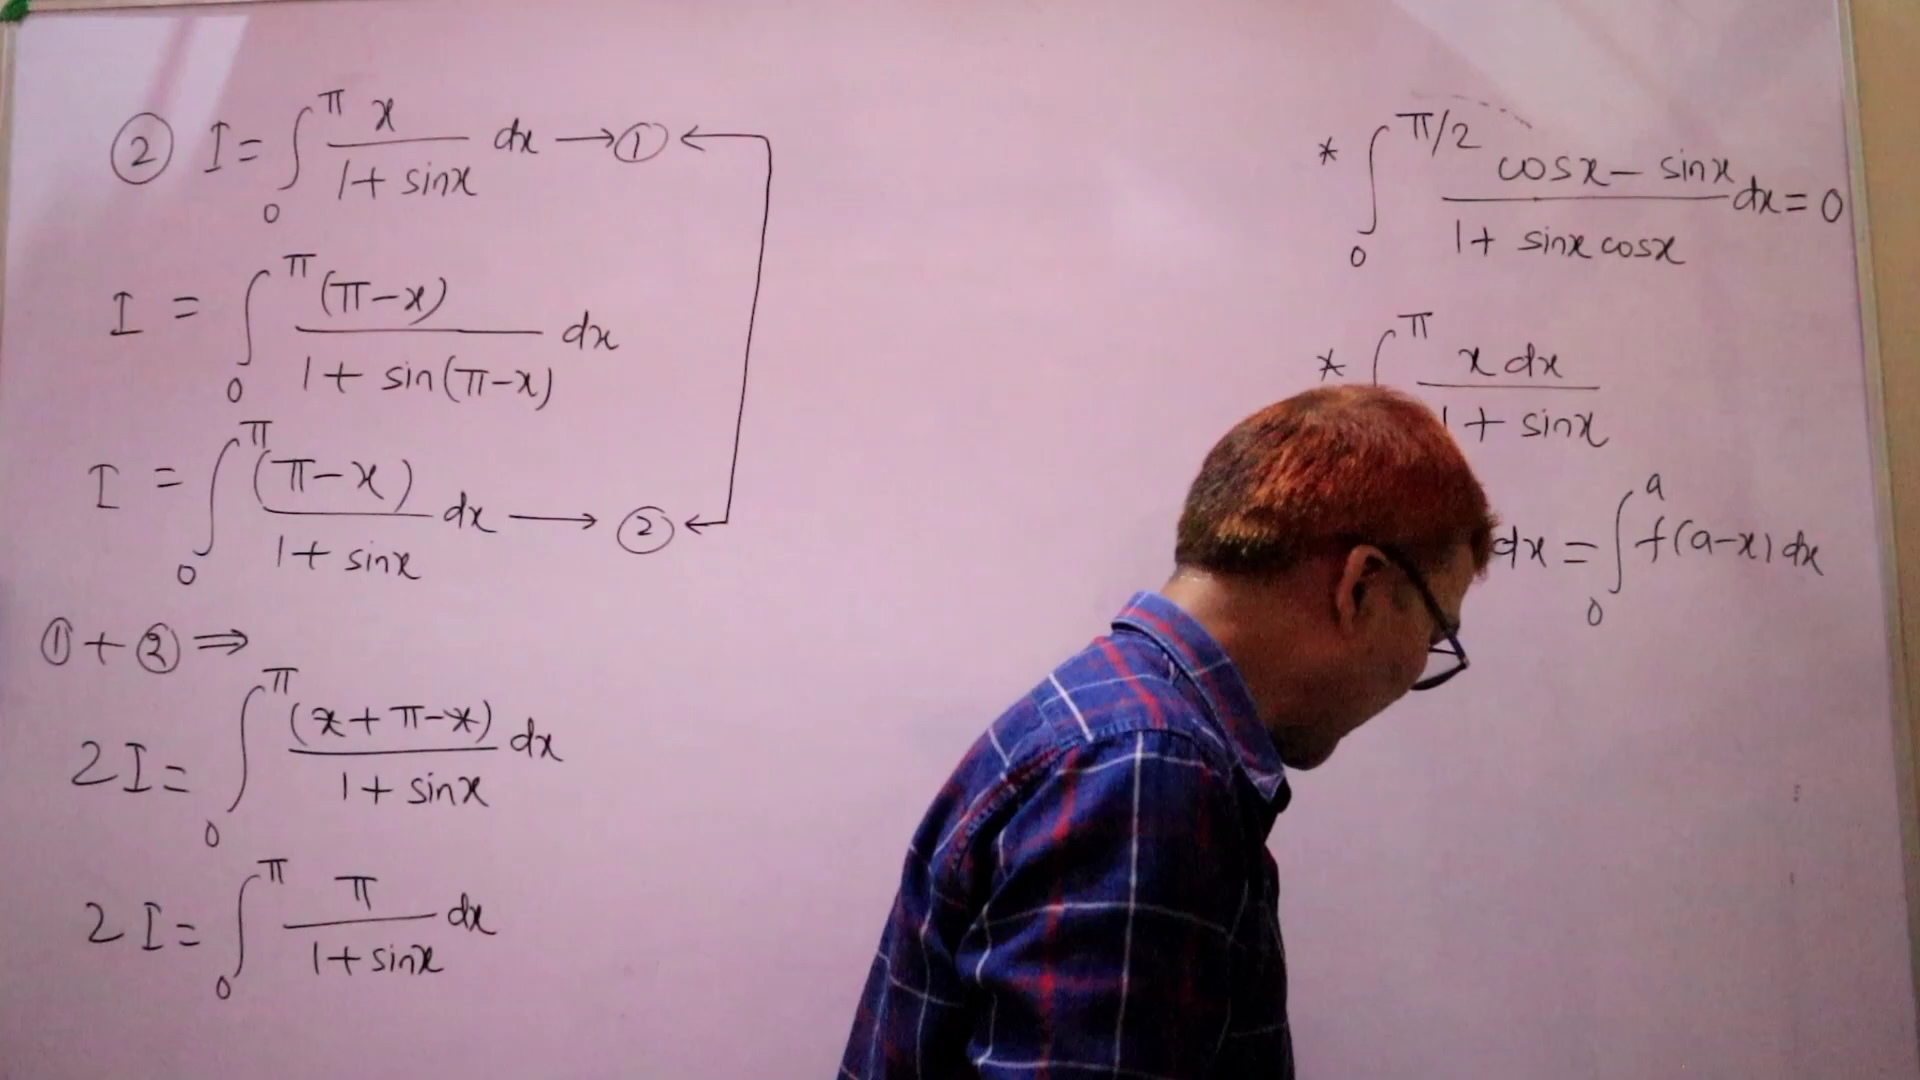 ② I = ∫₀^π x / (1 + sinx) dx → ①
I = ∫₀^π (π-x) / (1 + sin(π-x)) dx
I = ∫₀^π (π-x) / (1 + sinx) dx → ②
① + ② ⇒
2I = ∫₀^π (x + π - x) / (1 + sinx) dx
2I = ∫₀^π π / (1 + sinx) dx
* ∫₀^(π/2) (cosx - sinx) / (1 + sinx cosx) dx = 0
* ∫^π x dx / (1 + sinx)
dx = ∫₀^a f(a-x) dx